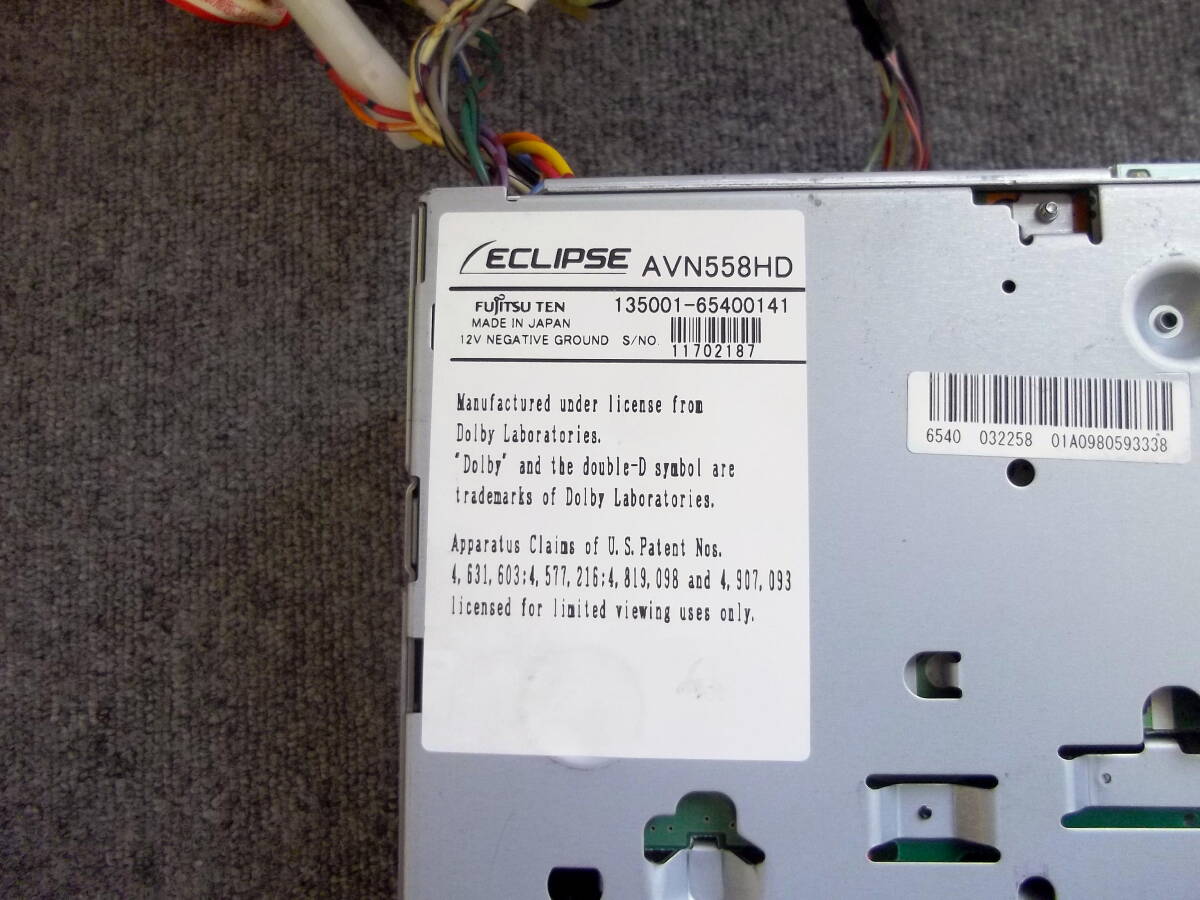 ECLIPSE AVN558HD
FUJITSU TEN 135001-65400141
MADE IN JAPAN
12V NEGATIVE GROUND S/NO.
11702187
Manufactured under license from
Dolby Laboratories.
"Dolby" and the double-D symbol are
trademarks of Dolby Laboratories.
Apparatus Claims of U.S.Patent Nos.
4,631,603;4,577,216;4,819,098 and 4,907,093
licensed for limited viewing uses only.
6540 032258 01A0980593338